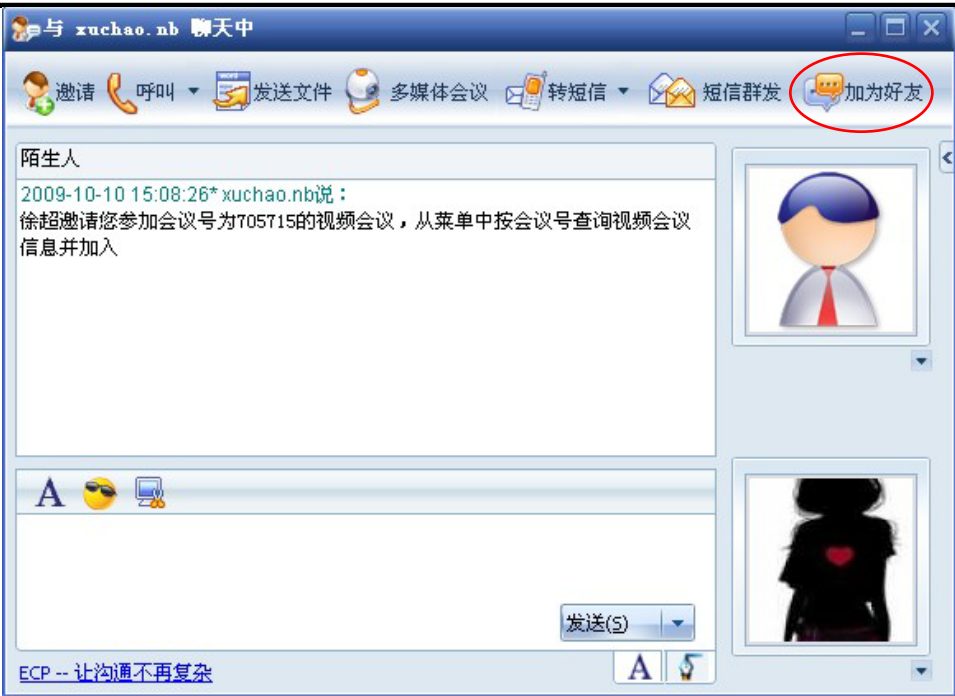 与 xuchao.nb 聊天中
邀请 呼叫 发送文件 多媒体会议 转短信 短信群发 加为好友
陌生人
2009-10-10 15:08:26* xuchao.nb说：
徐超邀请您参加会议号为705715的视频会议，从菜单中按会议号查询视频会议
信息并加入
A
发送(S)
ECP -- 让沟通不再复杂
A